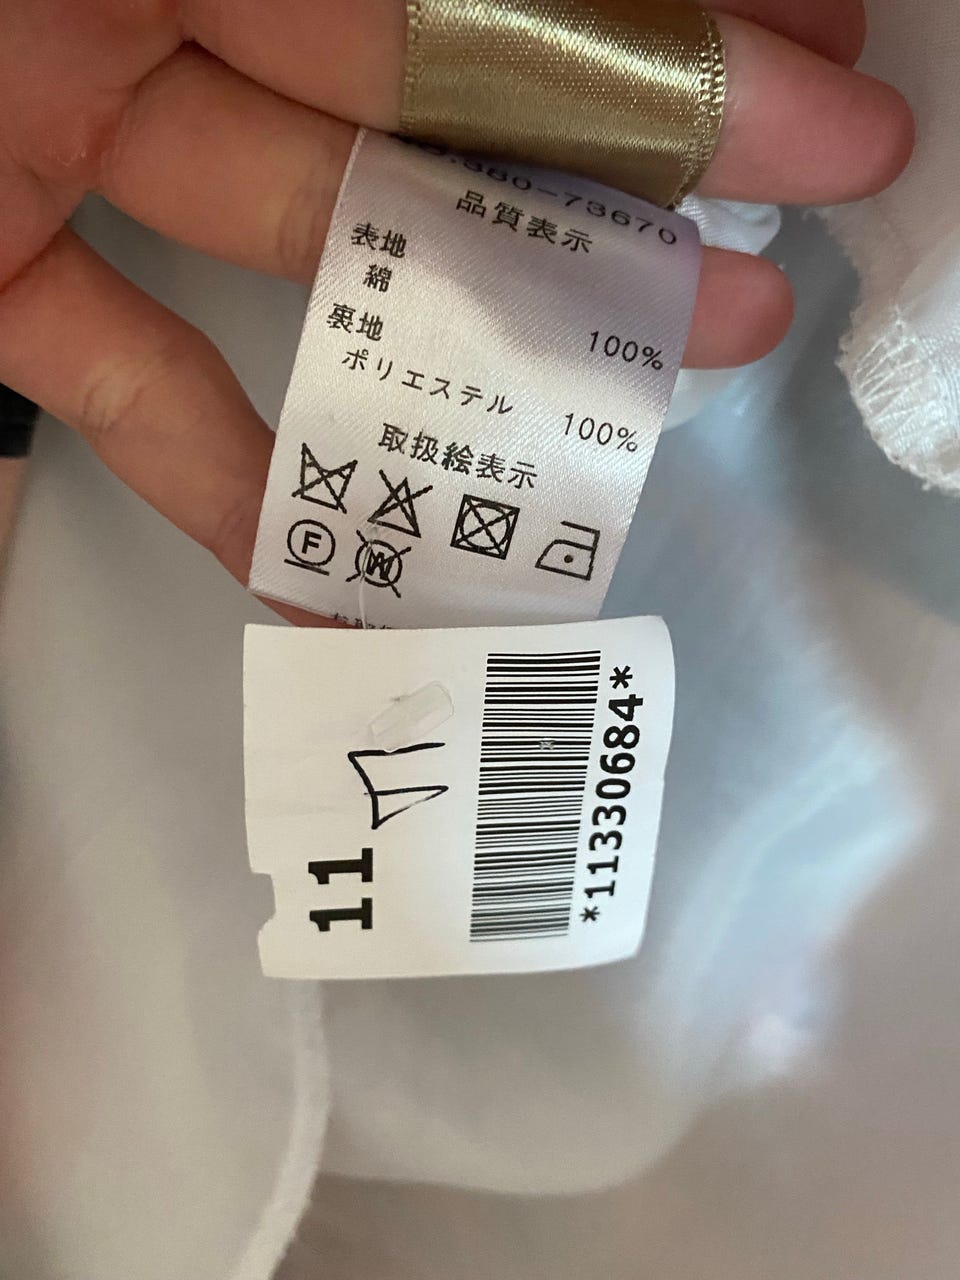 .380-73670
品質表示
表地
綿 100%
裏地
ポリエステル 100%
取扱絵表示
F W
11
*11330684*